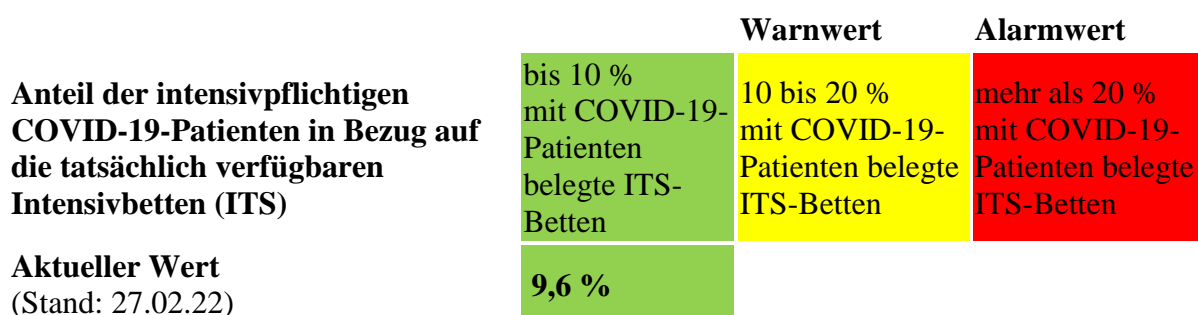 Warnwert
Alarmwert
Anteil der intensivpflichtigen
COVID-19-Patienten in Bezug auf
die tatsächlich verfügbaren
Intensivbetten (ITS)
bis 10 %
mit COVID-19-
Patienten
belegte ITS-
Betten
10 bis 20 %
mit COVID-19-
Patienten belegte
ITS-Betten
mehr als 20 %
mit COVID-19-
Patienten belegte
ITS-Betten
Aktueller Wert
(Stand: 27.02.22)
9,6 %